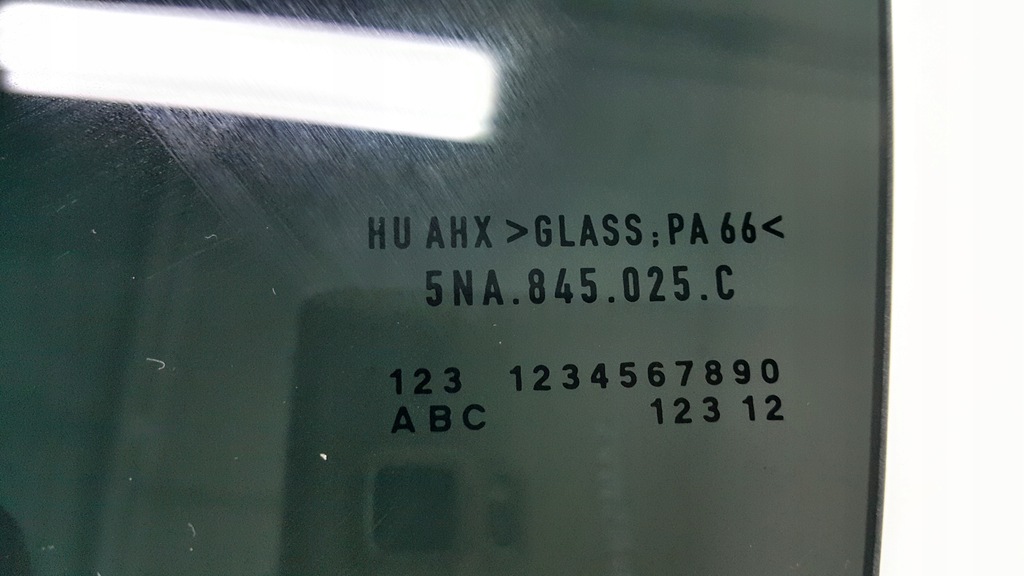 HU AHX >GLASS;PA 66<
5NA.845.025.C
123 1234567890
ABC 123 12